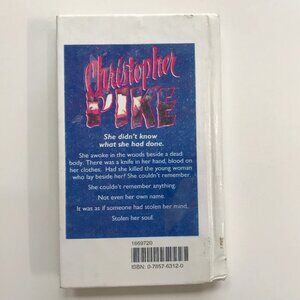 Christopher
PIKE
She didn't know
what she had done.
She awoke in the woods beside a dead
body. There was a knife in her hand, blood on
her clothes. Had she killed the young woman
who lay beside her? She couldn't remember.
She couldn't remember anything.
Not even her own name.
It was as if someone had stolen her mind.
Stolen her soul.
1669720
ISBN: 0-7857-6312-0